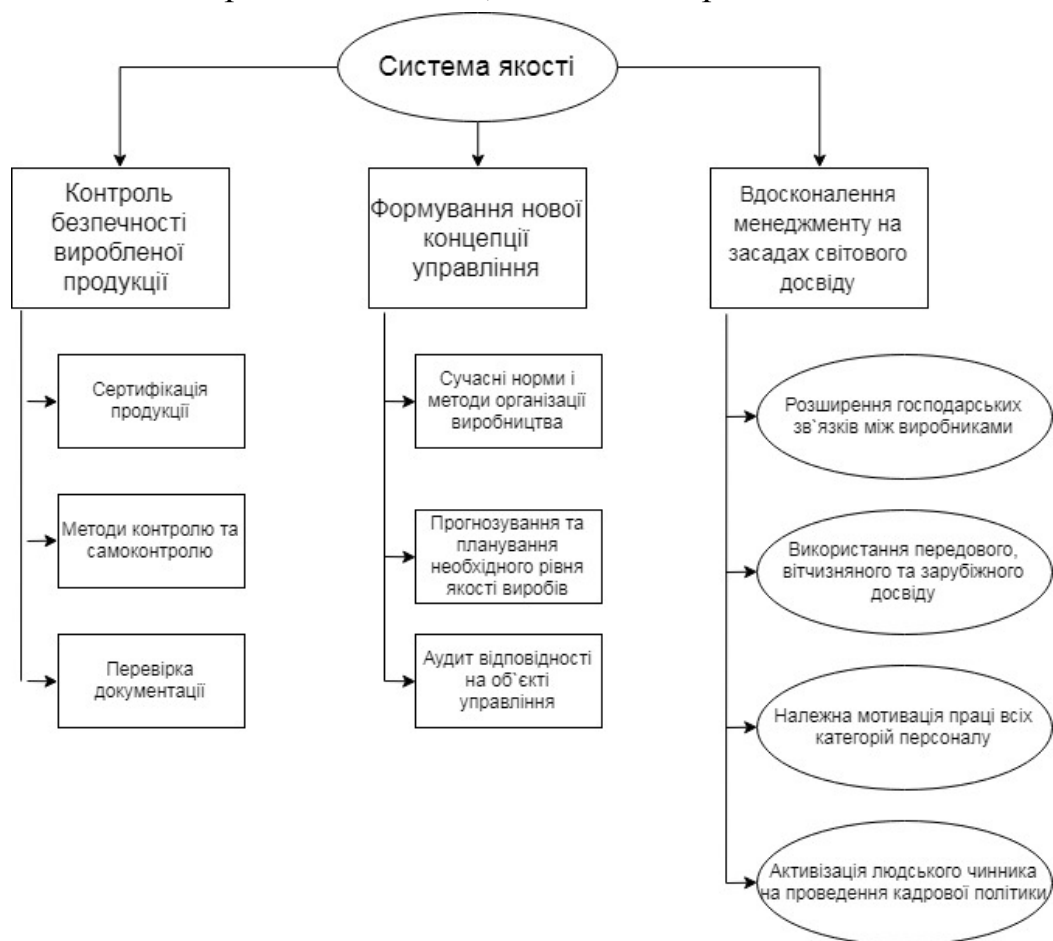 Система якості
Контроль
безпечності
виробленої
продукції
Формування нової
концепції
управління
Вдосконалення
менеджменту на
засадах світового
досвіду
Сертифікація
продукції
Методи контролю та
самоконтролю
Перевірка
документації
Сучасні норми і
методи організації
виробництва
Прогнозування та
планування
необхідного рівня
якості виробів
Аудит відповідності
на об`єкті
управління
Розширення господарських
зв`язків між виробниками
Використання передового,
вітчизняного та зарубіжного
досвіду
Належна мотивація праці всіх
категорій персоналу
Активізація людського чинника
на проведення кадрової політики